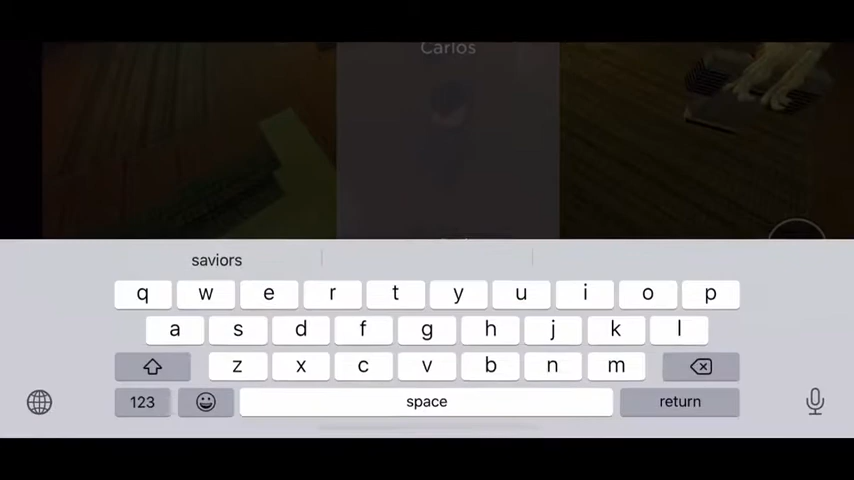 Carlos
saviors
q w e r t y u i o p
a s d f g h j k l
z x c v b n m
123 space return